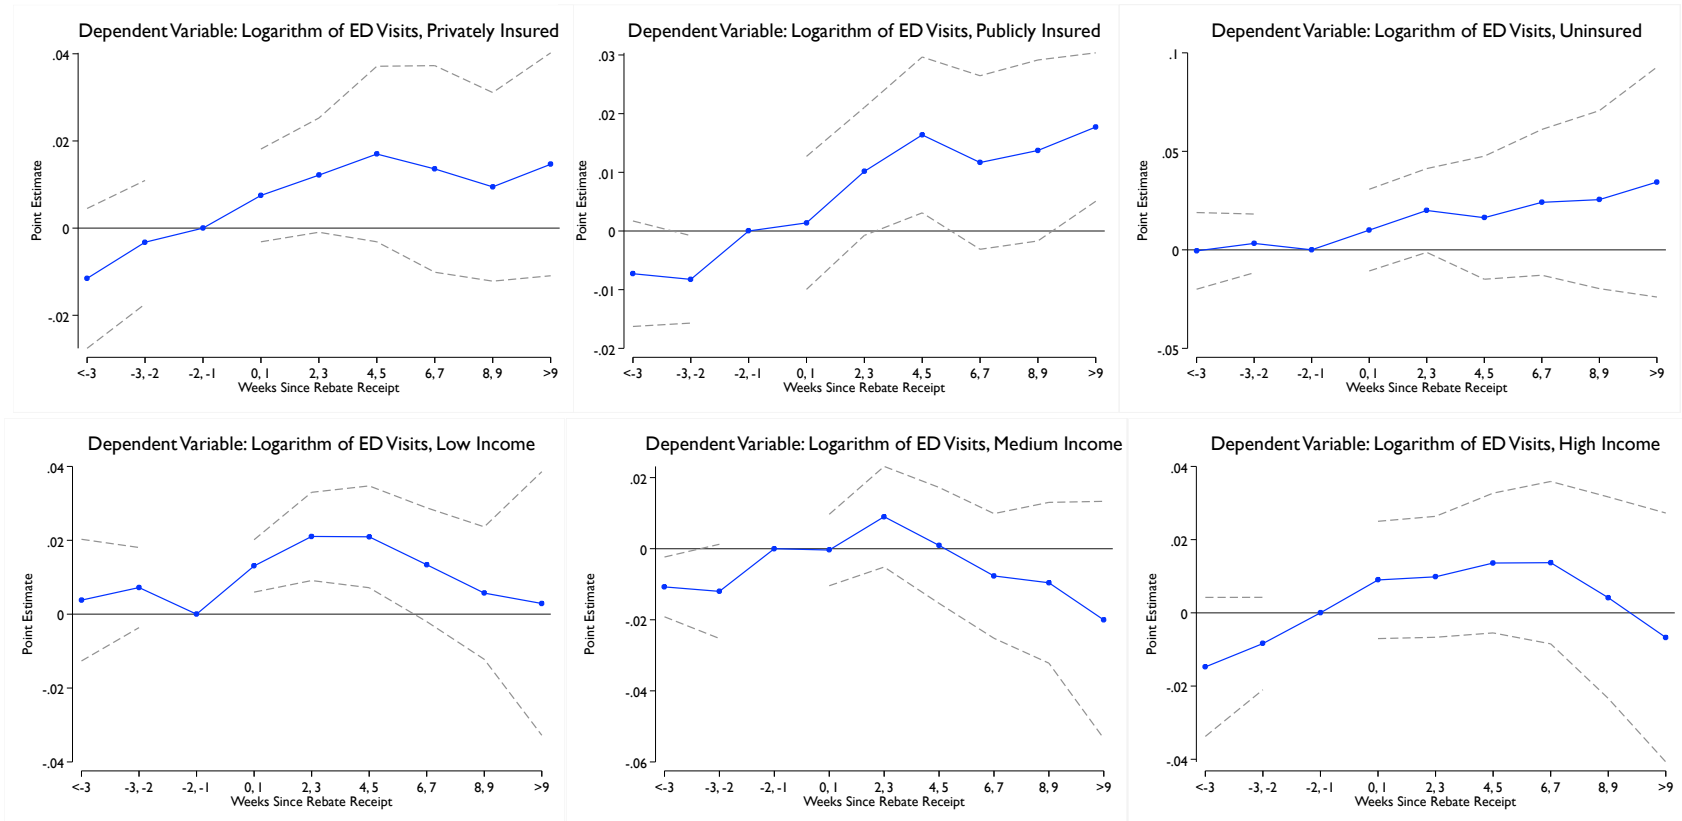 Dependent Variable: Logarithm of ED Visits, Privately Insured
.04
.02
0
-.02
Point Estimate
<-3 -3, -2 -2, -1 0, 1 2, 3 4, 5 6, 7 8, 9 >9
Weeks Since Rebate Receipt
Dependent Variable: Logarithm of ED Visits, Publicly Insured
.03
.02
.01
0
-.01
-.02
Point Estimate
<-3 -3, -2 -2, -1 0, 1 2, 3 4, 5 6, 7 8, 9 >9
Weeks Since Rebate Receipt
Dependent Variable: Logarithm of ED Visits, Uninsured
.1
.05
0
-.05
Point Estimate
<-3 -3, -2 -2, -1 0, 1 2, 3 4, 5 6, 7 8, 9 >9
Weeks Since Rebate Receipt
Dependent Variable: Logarithm of ED Visits, Low Income
.04
.02
0
-.02
-.04
Point Estimate
<-3 -3, -2 -2, -1 0, 1 2, 3 4, 5 6, 7 8, 9 >9
Weeks Since Rebate Receipt
Dependent Variable: Logarithm of ED Visits, Medium Income
.02
0
-.02
-.04
-.06
Point Estimate
<-3 -3, -2 -2, -1 0, 1 2, 3 4, 5 6, 7 8, 9 >9
Weeks Since Rebate Receipt
Dependent Variable: Logarithm of ED Visits, High Income
.04
.02
0
-.02
-.04
Point Estimate
<-3 -3, -2 -2, -1 0, 1 2, 3 4, 5 6, 7 8, 9 >9
Weeks Since Rebate Receipt